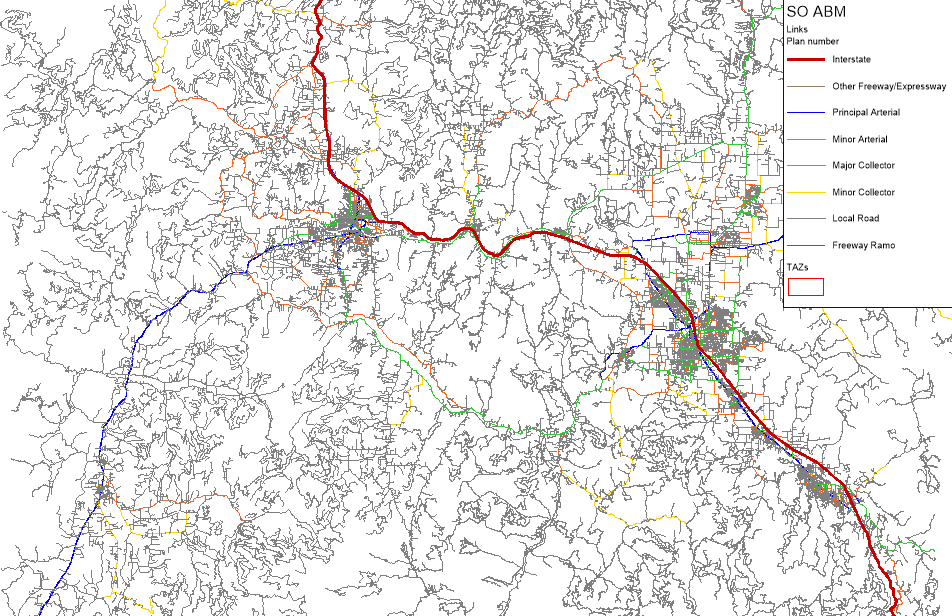 SO ABM
Links
Plan number
Interstate
Other Freeway/Expressway
Principal Arterial
Minor Arterial
Major Collector
Minor Collector
Local Road
Freeway Ramo
TAZs